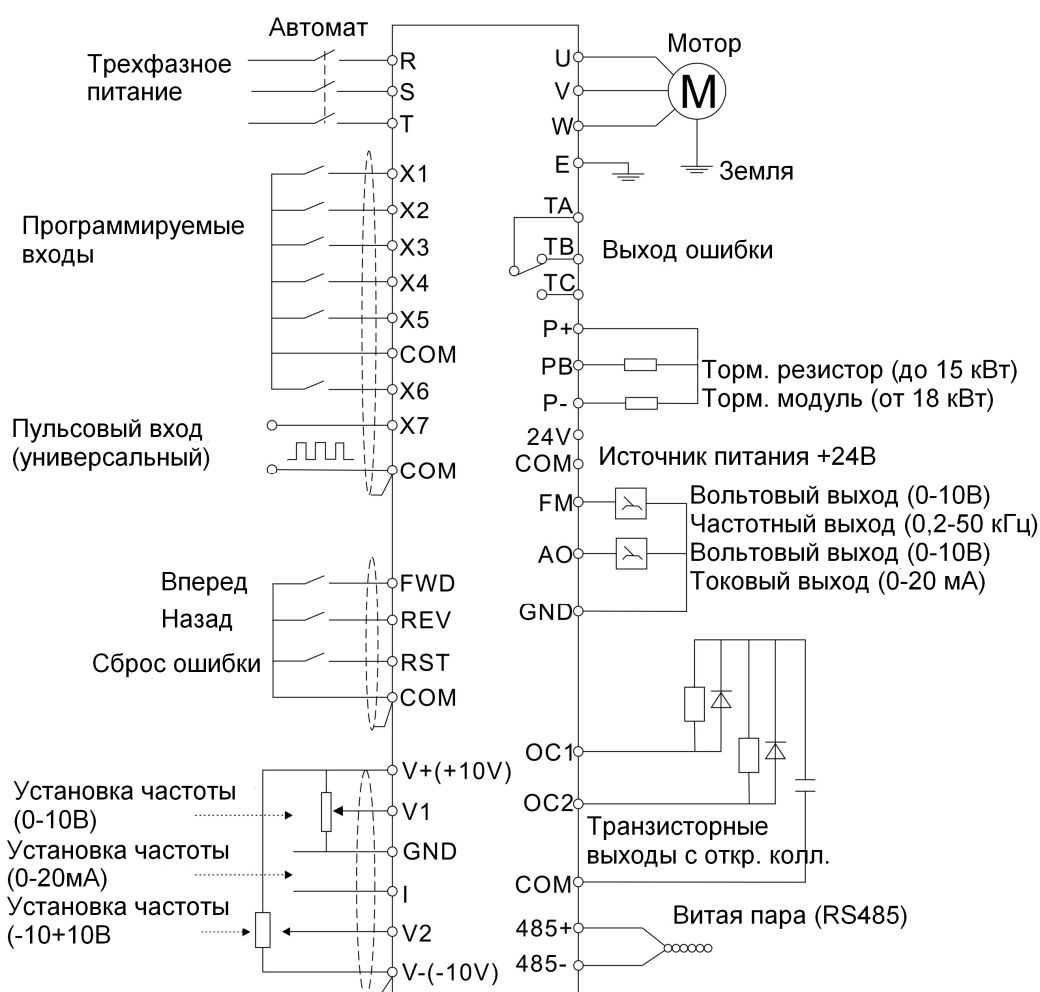 Автомат
Трехфазное
питание
R
S
T
Программируемые
входы
X1
X2
X3
X4
X5
COM
X6
Пульсовый вход
(универсальный)
X7
COM
Вперед
FWD
Назад
REV
Сброс ошибки
RST
COM
V+(+10V)
Установка частоты
(0-10В)
V1
Установка частоты
(0-20мА)
GND
I
Установка частоты
(-10+10В
V2
V-(-10V)
Мотор
U
V
W
M
E
Земля
TA
TB
TC
Выход ошибки
P+
PB
P-
Торм. резистор (до 15 кВт)
Торм. модуль (от 18 кВт)
24V
COM
Источник питания +24В
FM
Вольтовый выход (0-10В)
Частотный выход (0,2-50 кГц)
AO
Вольтовый выход (0-10В)
Токовый выход (0-20 мА)
GND
OC1
OC2
Транзисторные
выходы с откр. колл.
COM
485+
485-
Витая пара (RS485)